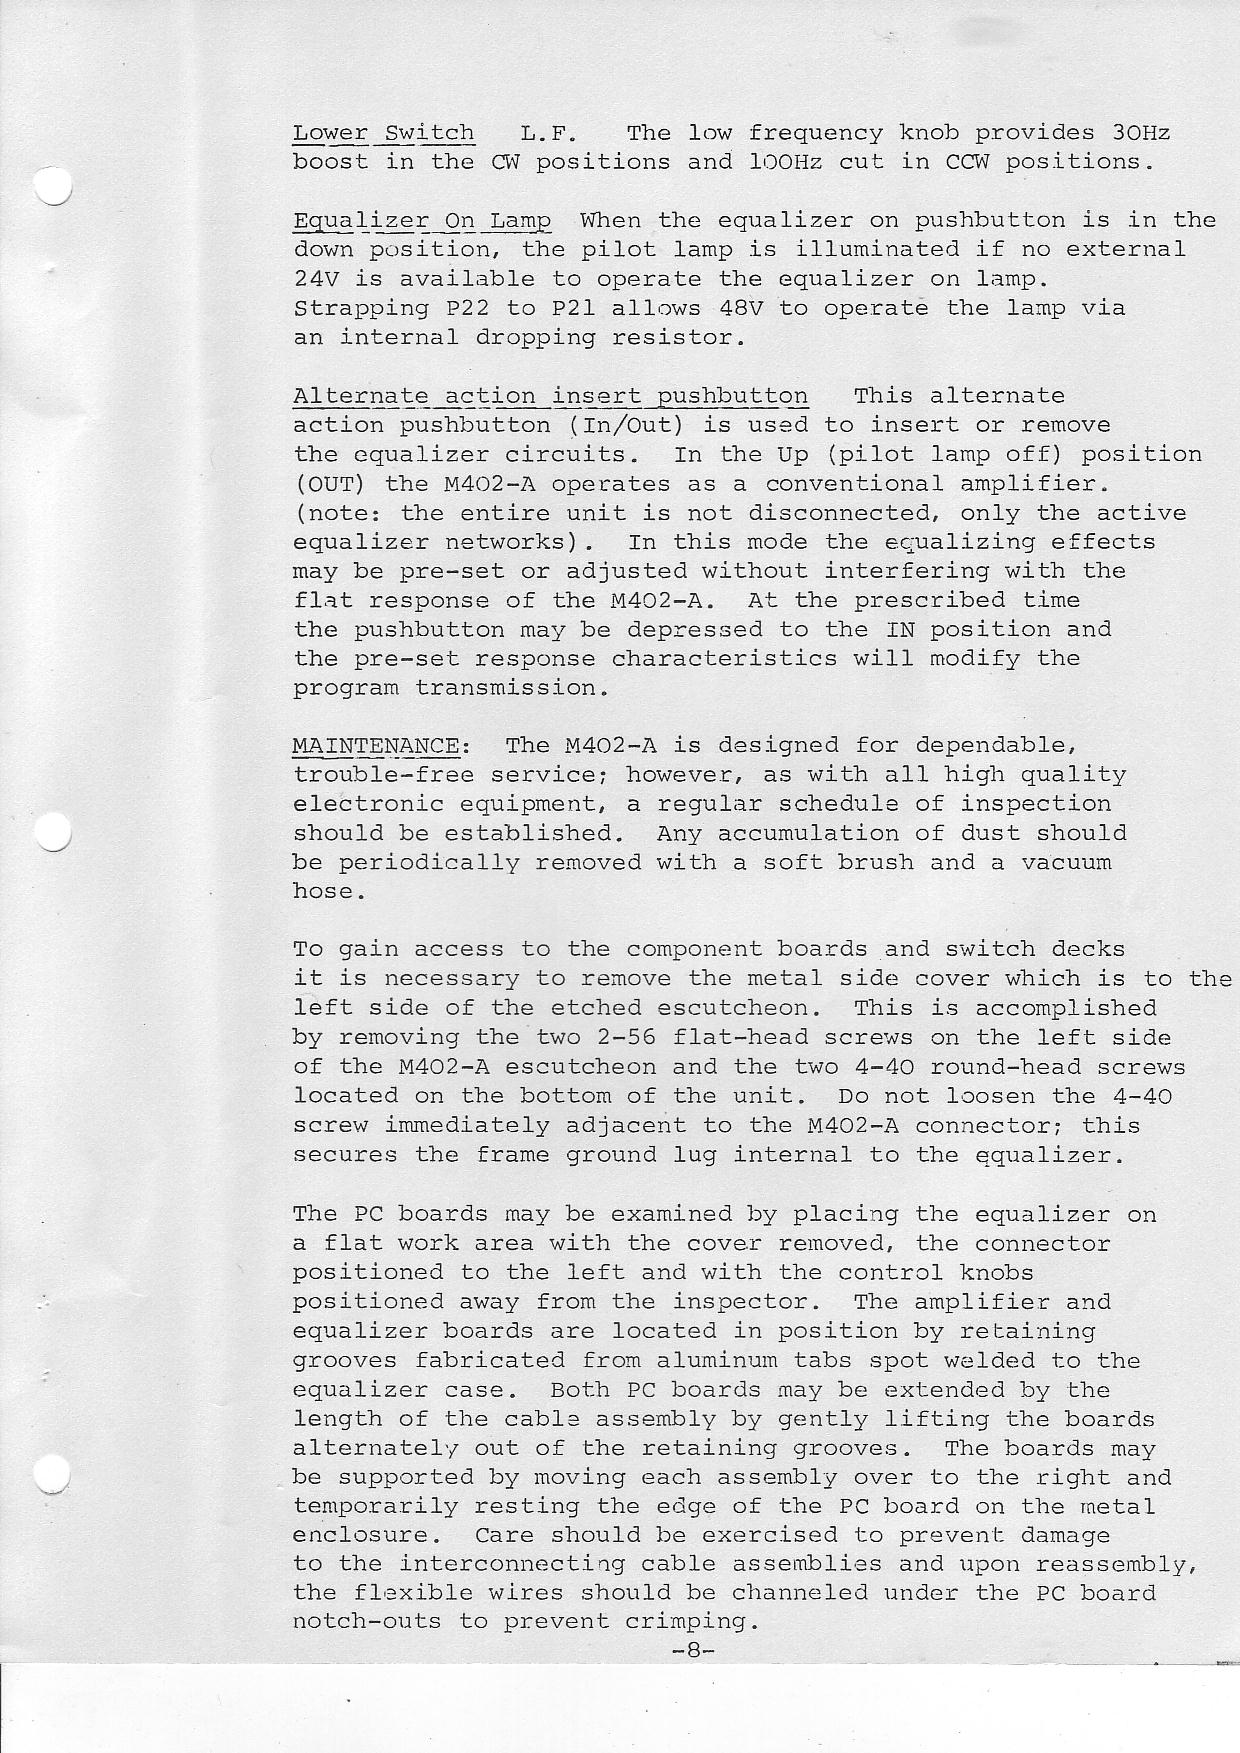 Lower Switch   L.F.   The low frequency knob provides 30Hz
boost in the CW positions and 100Hz cut in CCW positions.
Equalizer On Lamp  When the equalizer on pushbutton is in the
down position, the pilot lamp is illuminated if no external
24V is available to operate the equalizer on lamp.
Strapping P22 to P21 allows 48V to operate the lamp via
an internal dropping resistor.
Alternate action insert pushbutton   This alternate
action pushbutton (In/Out) is used to insert or remove
the equalizer circuits.  In the Up (pilot lamp off) position
(OUT) the M402-A operates as a conventional amplifier.
(note: the entire unit is not disconnected, only the active
equalizer networks).  In this mode the equalizing effects
may be pre-set or adjusted without interfering with the
flat response of the M402-A.  At the prescribed time
the pushbutton may be depressed to the IN position and
the pre-set response characteristics will modify the
program transmission.
MAINTENANCE:  The M402-A is designed for dependable,
trouble-free service; however, as with all high quality
electronic equipment, a regular schedule of inspection
should be established.  Any accumulation of dust should
be periodically removed with a soft brush and a vacuum
hose.
To gain access to the component boards and switch decks
it is necessary to remove the metal side cover which is to the
left side of the etched escutcheon.  This is accomplished
by removing the two 2-56 flat-head screws on the left side
of the M402-A escutcheon and the two 4-40 round-head screws
located on the bottom of the unit.  Do not loosen the 4-40
screw immediately adjacent to the M402-A connector; this
secures the frame ground lug internal to the equalizer.
The PC boards may be examined by placing the equalizer on
a flat work area with the cover removed, the connector
positioned to the left and with the control knobs
positioned away from the inspector.  The amplifier and
equalizer boards are located in position by retaining
grooves fabricated from aluminum tabs spot welded to the
equalizer case.  Both PC boards may be extended by the
length of the cable assembly by gently lifting the boards
alternately out of the retaining grooves.  The boards may
be supported by moving each assembly over to the right and
temporarily resting the edge of the PC board on the metal
enclosure.  Care should be exercised to prevent damage
to the interconnecting cable assemblies and upon reassembly,
the flexible wires should be channeled under the PC board
notch-outs to prevent crimping.
-8-